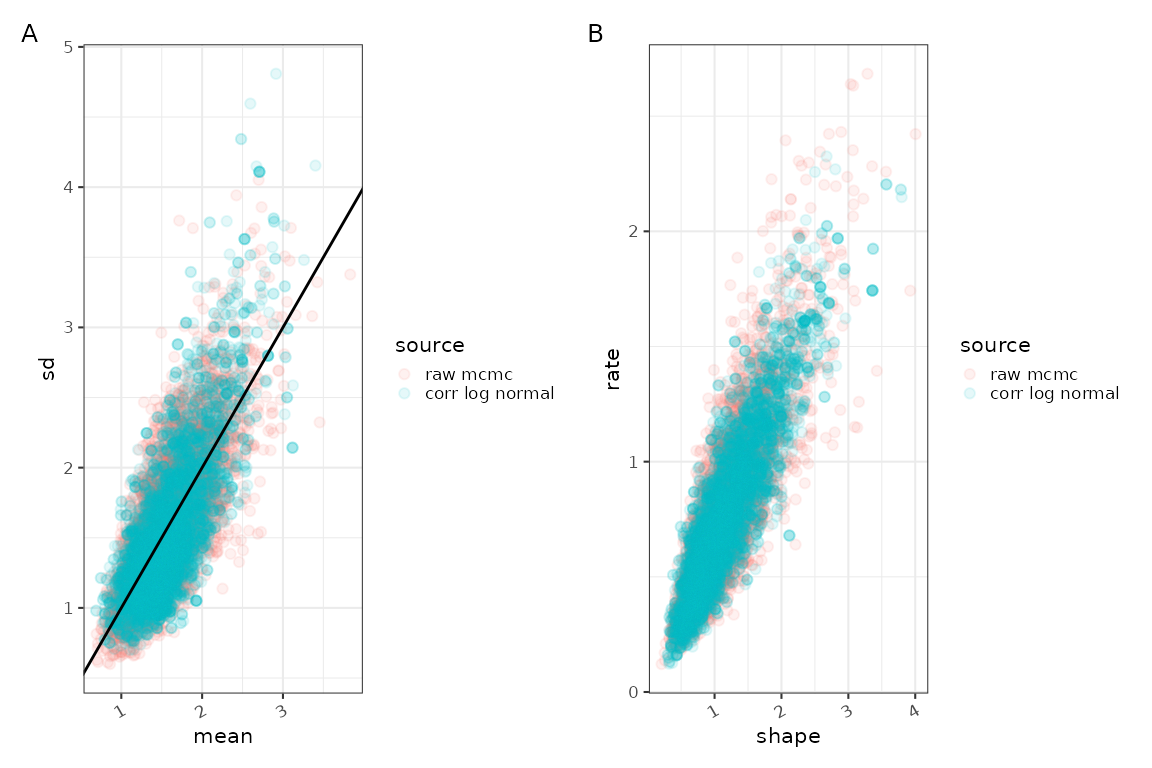 A
5
4
3
2
1
sd
1 2 3
mean
source
raw mcmc
corr log normal
B
2
1
0
rate
1 2 3 4
shape
source
raw mcmc
corr log normal